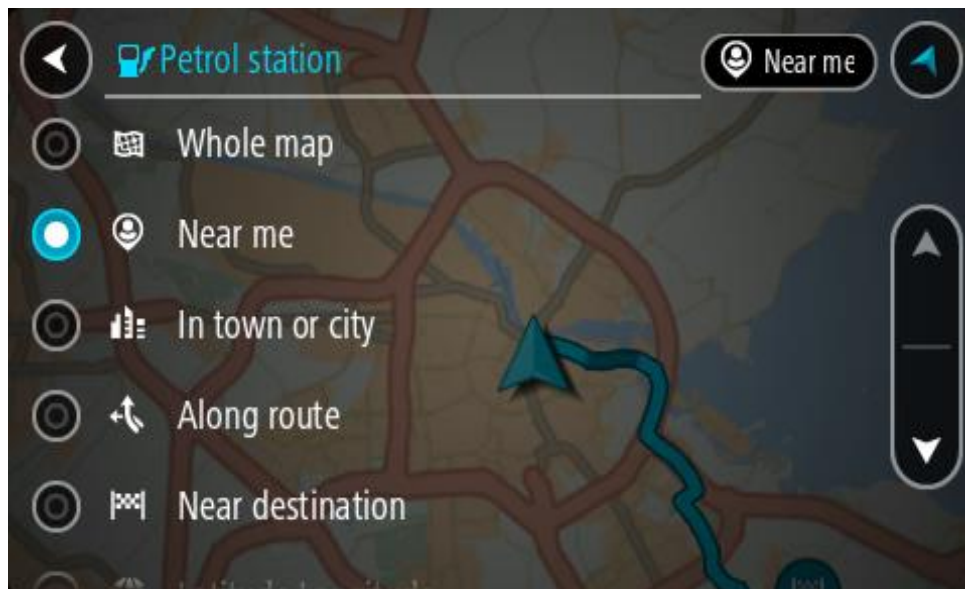 Petrol station
Near me
Whole map
Near me
In town or city
Along route
Near destination